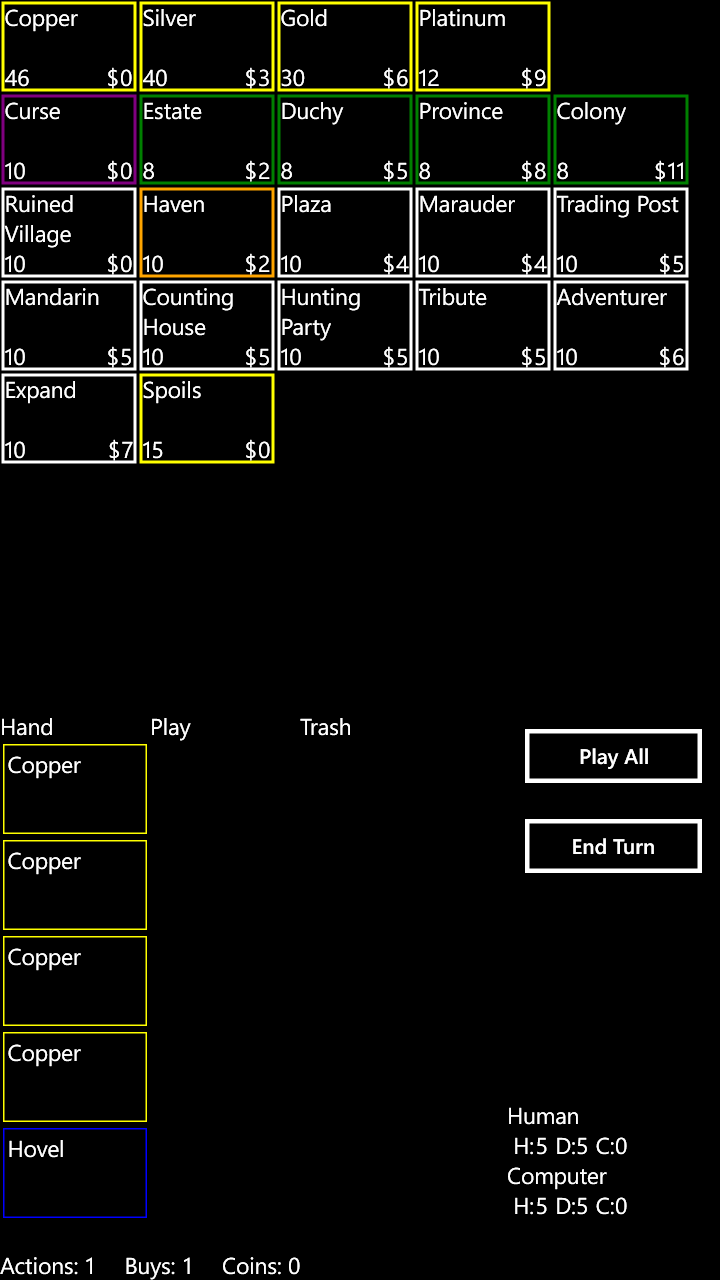 Copper Silver Gold Platinum
46 $0 40 $3 30 $6 12 $9
Curse Estate Duchy Province Colony
10 $0 8 $2 8 $5 8 $8 8 $11
Ruined Haven Plaza Marauder Trading Post
Village
10 $0 10 $2 10 $4 10 $4 10 $5
Mandarin Counting Hunting Tribute Adventurer
House Party
10 $5 10 $5 10 $5 10 $5 10 $6
Expand Spoils
10 $7 15 $0
Hand Play Trash
Play All
Copper
End Turn
Copper
Copper
Copper
Human
Hovel H:5 D:5 C:0
Computer
H:5 D:5 C:0
Actions: 1 Buys: 1 Coins: 0